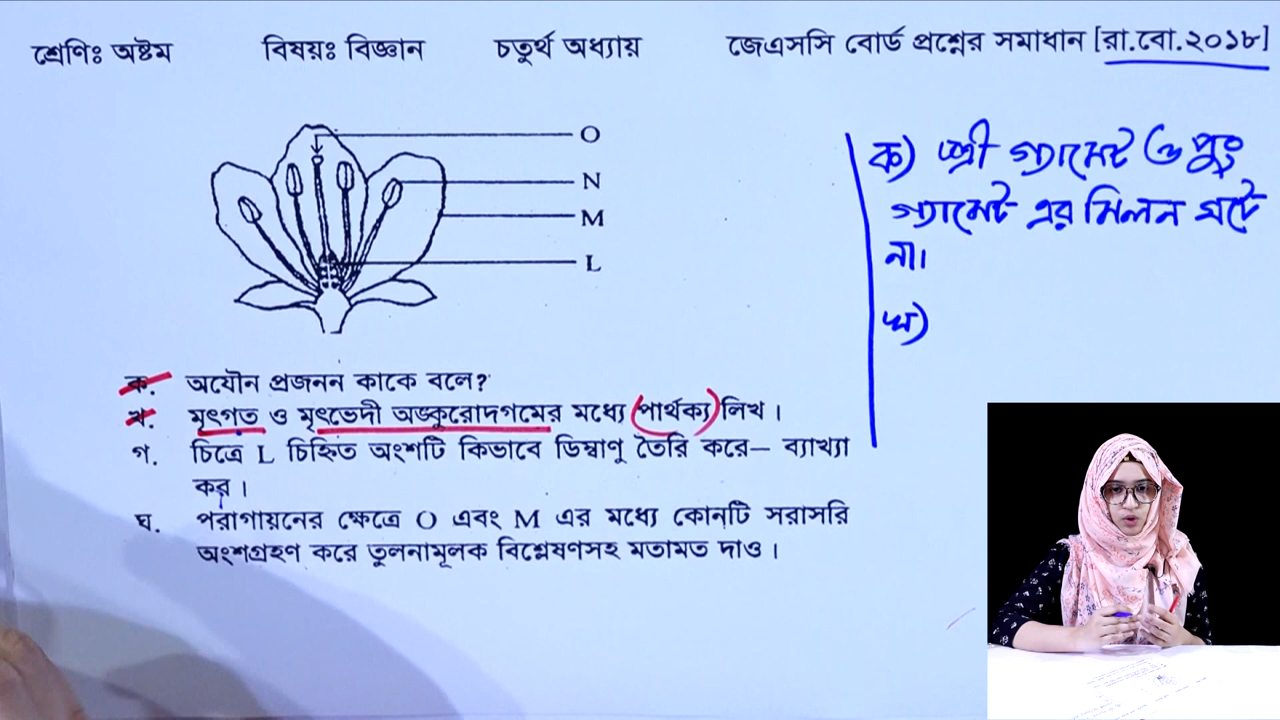 শ্রেণিঃ অষ্টম বিষয়ঃ বিজ্ঞান চতুর্থ অধ্যায় জেএসসি বোর্ড প্রশ্নের সমাধান [রা.বো.২০১৮]
O
N
M
L
ক. অযৌন প্রজনন কাকে বলে?
খ. মৃৎগত ও মৃৎভেদী অঙ্কুরোদগমের মধ্যে পার্থক্য লিখ।
গ. চিত্রে L চিহ্নিত অংশটি কিভাবে ডিম্বাণু তৈরি করে– ব্যাখ্যা
কর।
ঘ. পরাগায়নের ক্ষেত্রে O এবং M এর মধ্যে কোনটি সরাসরি
অংশগ্রহণ করে তুলনামূলক বিশ্লেষণসহ মতামত দাও।
ক) স্ত্রী গ্যামেট ও পুং
গ্যামেট এর মিলন ঘটে
না।
খ)